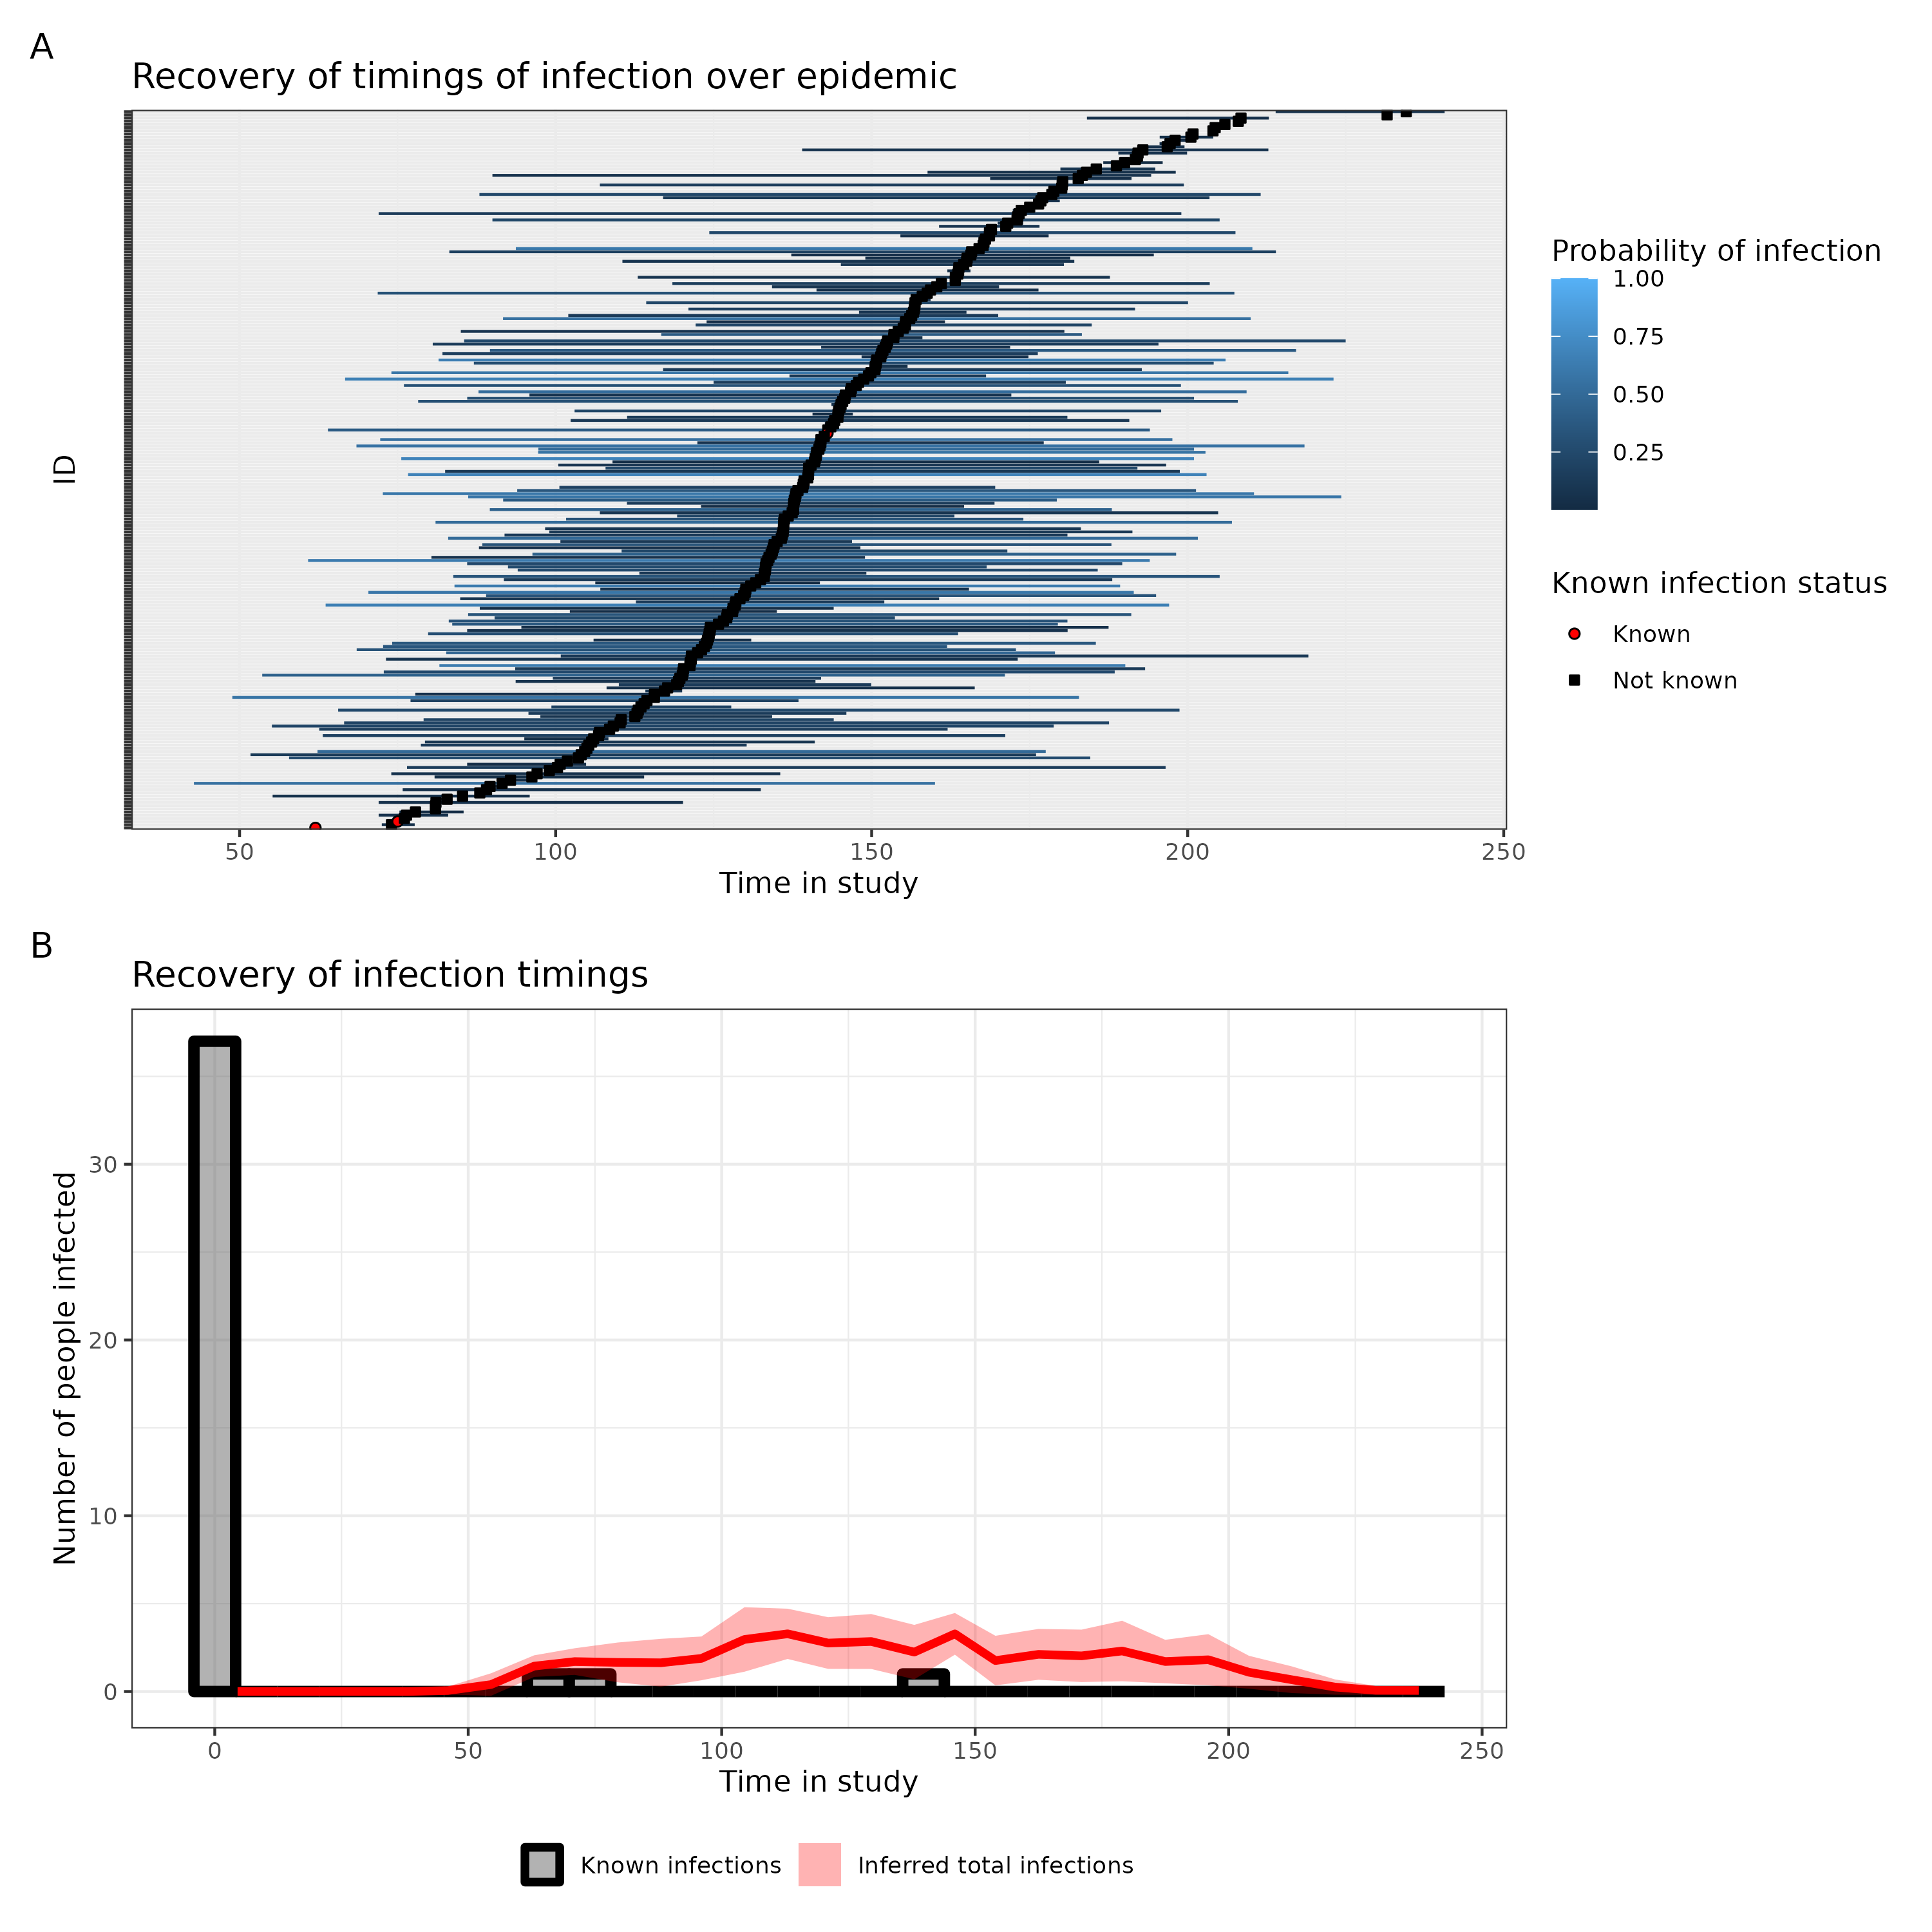 A
Recovery of timings of infection over epidemic
ID
50 100 150 200 250
Time in study
Probability of infection
1.00
0.75
0.50
0.25
Known infection status
Known
Not known
B
Recovery of infection timings
Number of people infected
30
20
10
0
0 50 100 150 200 250
Time in study
Known infections Inferred total infections